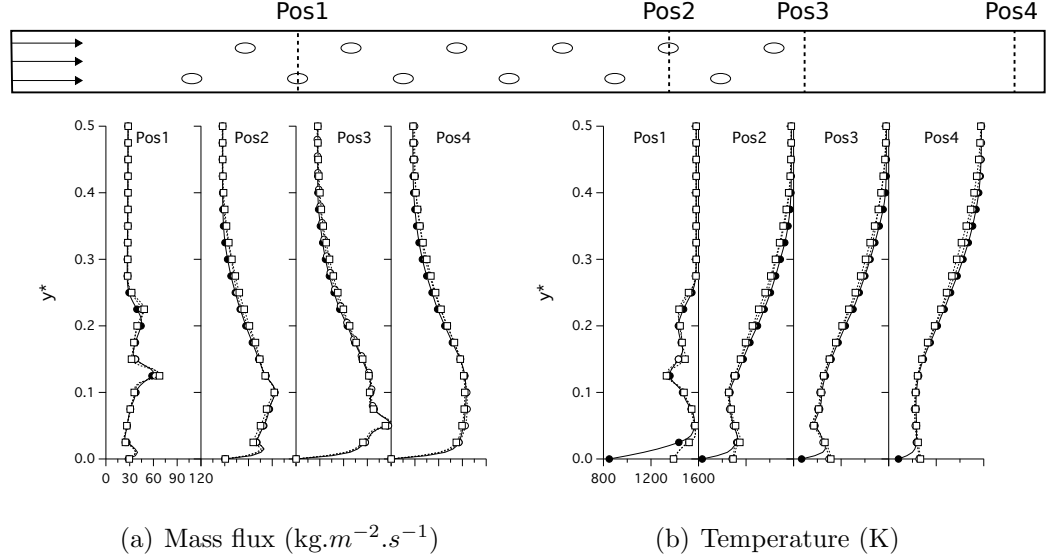 Pos1 Pos2 Pos3 Pos4
0.5 0.5
Pos1 Pos2 Pos3 Pos4 Pos1 Pos2 Pos3 Pos4
0.4 0.4
0.3 0.3
y* y*
0.2 0.2
0.1 0.1
0.0 0.0
0 30 60 90 120 800 1200 1600
(a) Mass flux (kg.m−2.s−1) (b) Temperature (K)